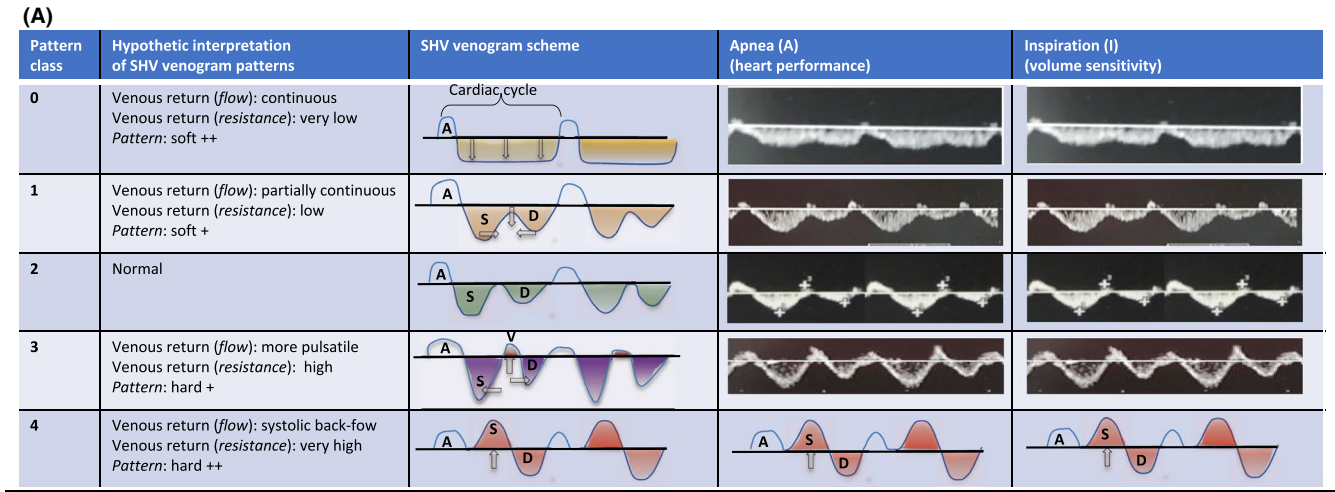 (A)
Pattern class
Hypothetic interpretation of SHV venogram patterns
SHV venogram scheme
Apnea (A) (heart performance)
Inspiration (I) (volume sensitivity)
0
Venous return (flow): continuous
Venous return (resistance): very low
Pattern: soft ++
Cardiac cycle
A
1
Venous return (flow): partially continuous
Venous return (resistance): low
Pattern: soft +
A
S
D
2
Normal
A
S
D
3
Venous return (flow): more pulsatile
Venous return (resistance): high
Pattern: hard +
A
V
S
D
4
Venous return (flow): systolic back-fow
Venous return (resistance): very high
Pattern: hard ++
A
S
D
A
S
D
A
S
D